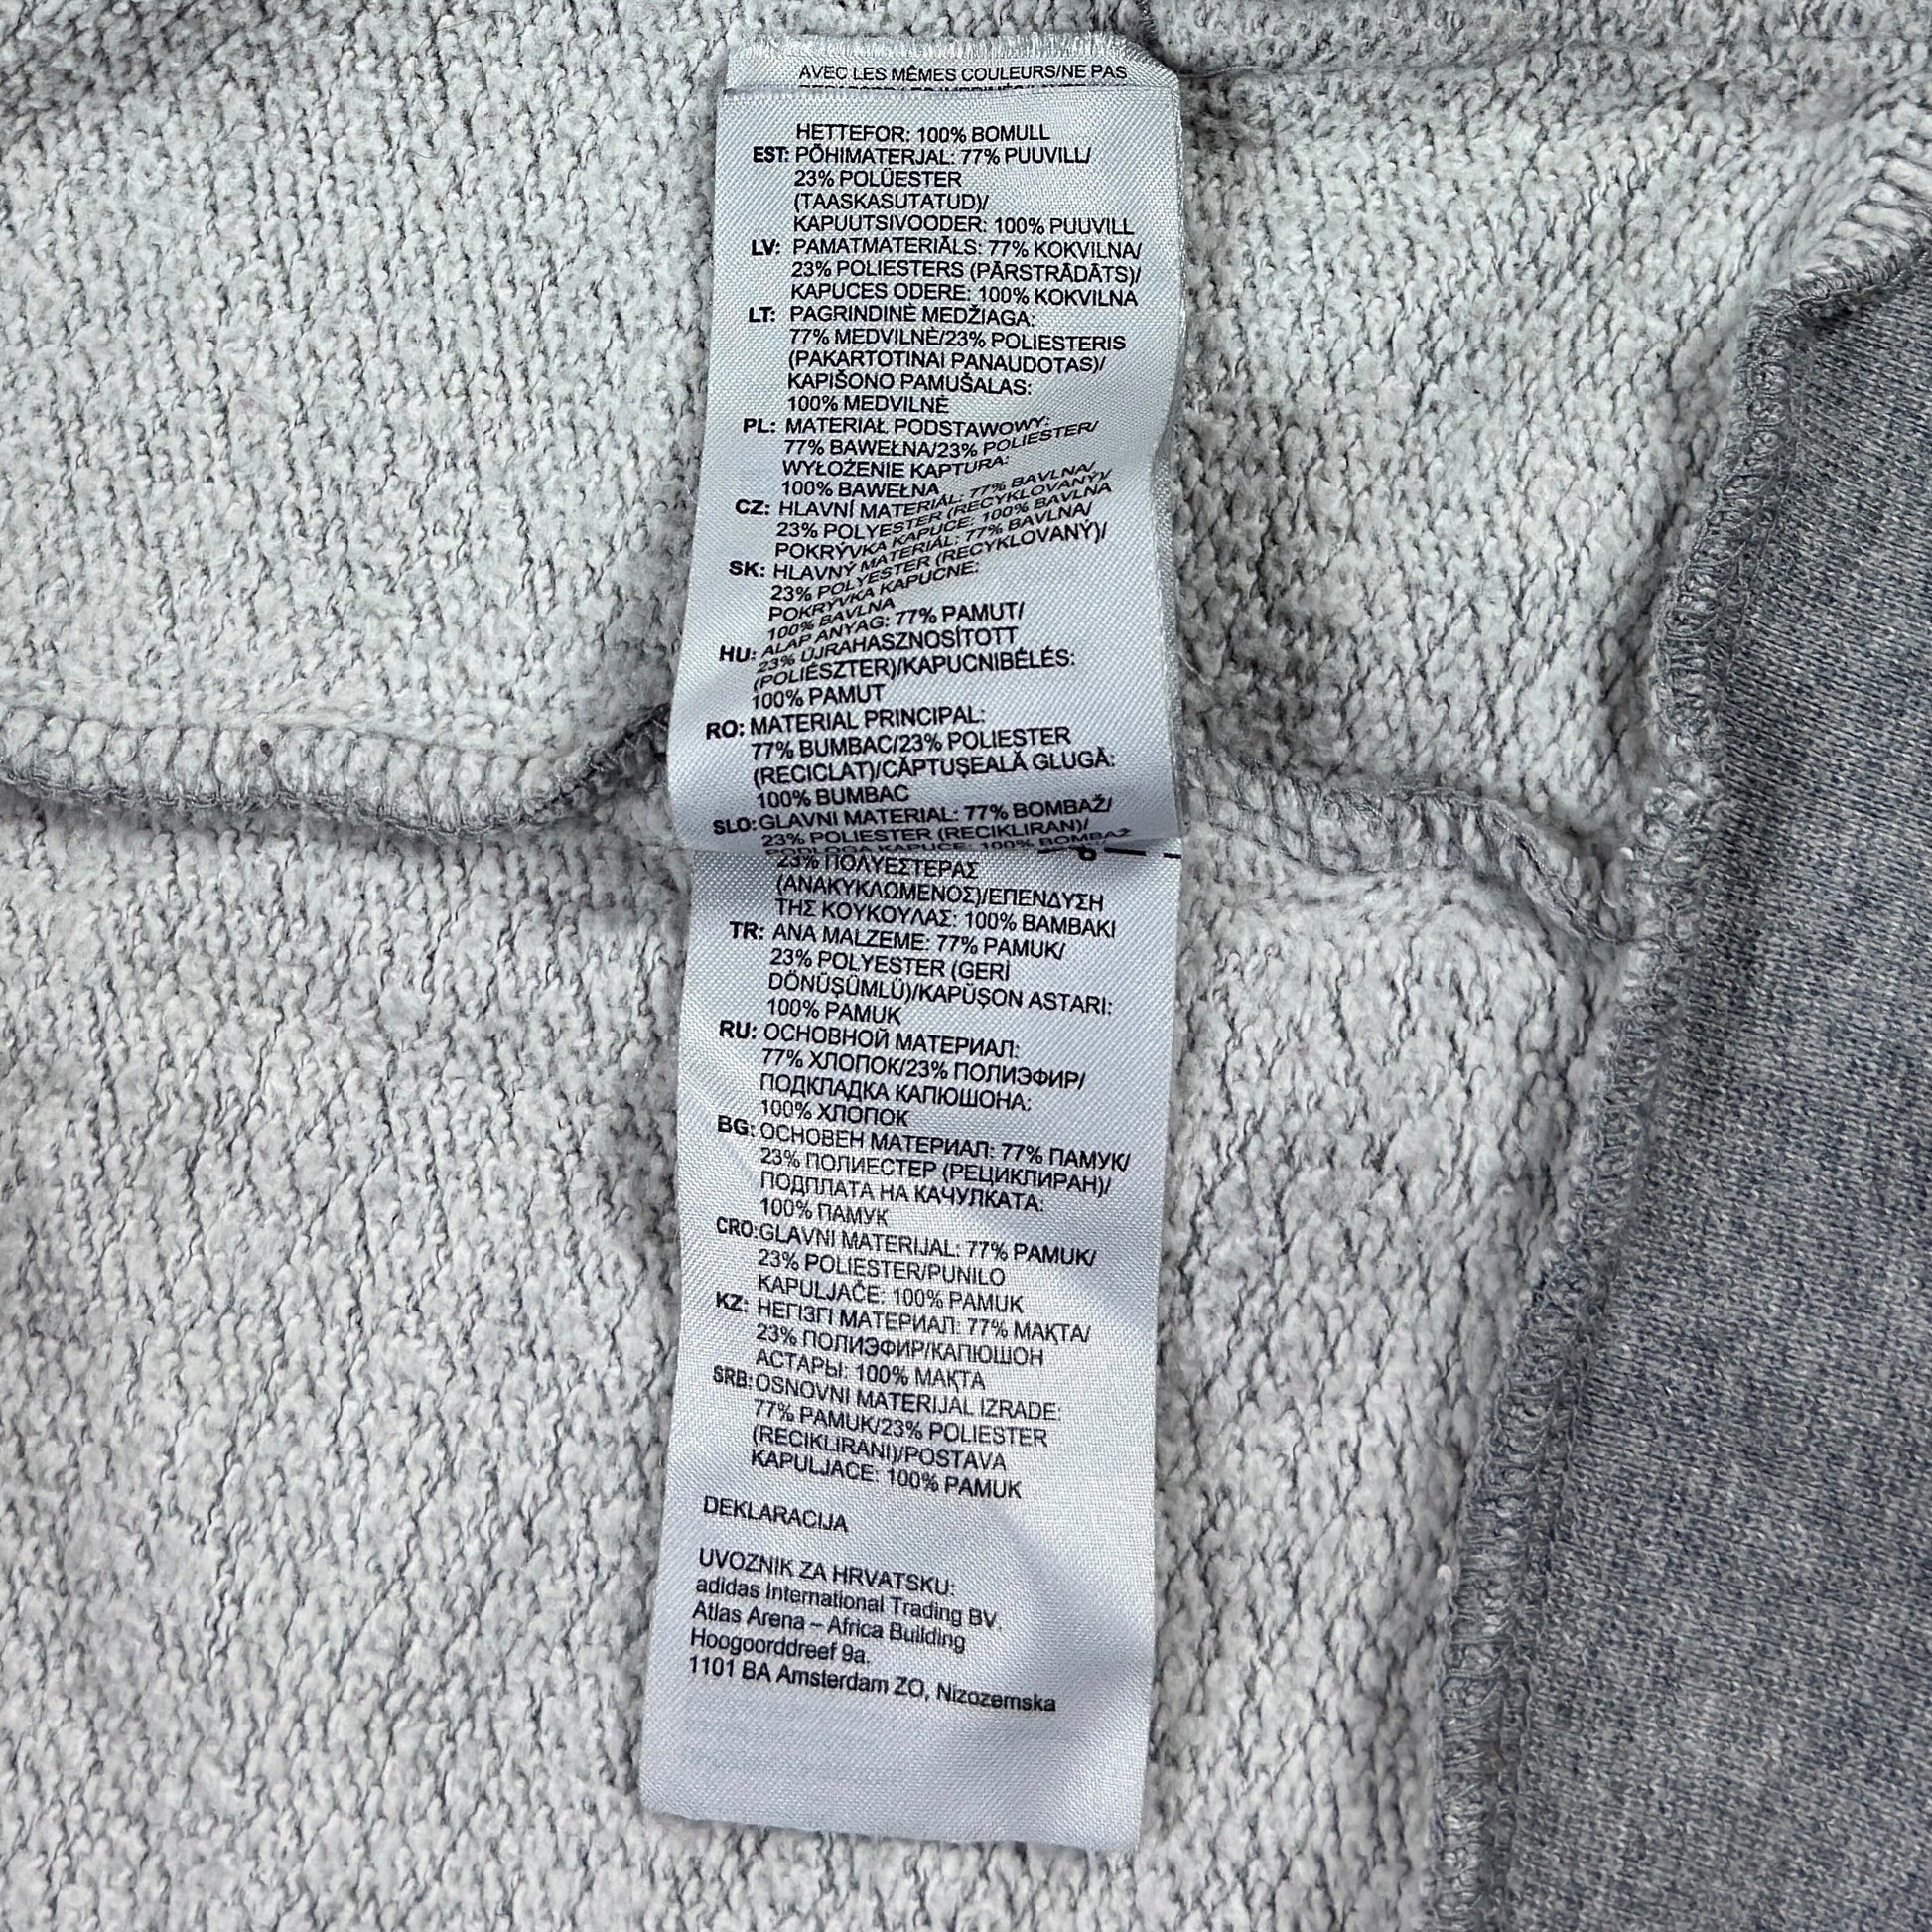 AVEC LES MÊMES COULEURS/NE PAS
HETTEFOR: 100% BOMULL
EST: PÕHIMATERJAL: 77% PUUVILL/
23% POLÜESTER
(TAASKASUTATUD)/
KAPUUTSIVOODER: 100% PUUVILL
LV: PAMATMATERIĀLS: 77% KOKVILNA/
23% POLIESTERS (PĀRSTRĀDĀTS)/
KAPUCES ODERE: 100% KOKVILNA
LT: PAGRINDINĖ MEDŽIAGA:
77% MEDVILNĖ/23% POLIESTERIS
(PAKARTOTINAI PANAUDOTAS)/
KAPIŠONO PAMUŠALAS:
100% MEDVILNĖ
PL: MATERIAŁ PODSTAWOWY:
77% BAWEŁNA/23% POLIESTER/
WYŁOŻENIE KAPTURA:
100% BAWEŁNA
CZ: HLAVNÍ MATERIÁL: 77% BAVLNA/
23% POLYESTER (RECYKLOVANÝ)/
POKRÝVKA KAPUCE: 100% BAVLNA
SK: HLAVNÝ MATERIÁL: 77% BAVLNA/
23% POLYESTER (RECYKLOVANÝ)/
POKRÝVKA KAPUCNE:
100% BAVLNA
HU: ALAP ANYAG: 77% PAMUT/
23% ÚJRAHASZNOSÍTOTT
(POLIÉSZTER)/KAPUCNIBÉLÉS:
100% PAMUT
RO: MATERIAL PRINCIPAL:
77% BUMBAC/23% POLIESTER
(RECICLAT)/CĂPTUŞEALĂ GLUGĂ:
100% BUMBAC
SLO: GLAVNI MATERIAL: 77% BOMBAŽ/
23% POLIESTER (RECIKLIRAN)/
PODLOGA KAPUCE: 100% BOMBAŽ
23% ΠΟΛΥΕΣΤΕΡΑΣ
(ΑΝΑΚΥΚΛΩΜΕΝΟΣ)/ΕΠΕΝΔΥΣΗ
ΤΗΣ ΚΟΥΚΟΥΛΑΣ: 100% ΒΑΜΒΑΚΙ
TR: ANA MALZEME: 77% PAMUK/
23% POLYESTER (GERİ
DÖNÜŞÜMLÜ)/KAPÜŞON ASTARI:
100% PAMUK
RU: ОСНОВНОЙ МАТЕРИАЛ:
77% ХЛОПОК/23% ПОЛИЭФИР/
ПОДКЛАДКА КАПЮШОНА:
100% ХЛОПОК
BG: ОСНОВЕН МАТЕРИАЛ: 77% ПАМУК/
23% ПОЛИЕСТЕР (РЕЦИКЛИРАН)/
ПОДПЛАТА НА КАЧУЛКАТА:
100% ПАМУК
CRO: GLAVNI MATERIJAL: 77% PAMUK/
23% POLIESTER/PUNILO
KAPULJAČE: 100% PAMUK
KZ: НЕГІЗГІ МАТЕРИАЛ: 77% МАҚТА/
23% ПОЛИЭФИР/КАПЮШОН
АСТАРЫ: 100% МАҚТА
SRB: OSNOVNI MATERIJAL IZRADE:
77% PAMUK/23% POLIESTER
(RECIKLIRANI)/POSTAVA
KAPULJACE: 100% PAMUK
DEKLARACIJA
UVOZNIK ZA HRVATSKU:
adidas International Trading BV.
Atlas Arena – Africa Building
Hoogoorddreef 9a.
1101 BA Amsterdam ZO, Nizozemska